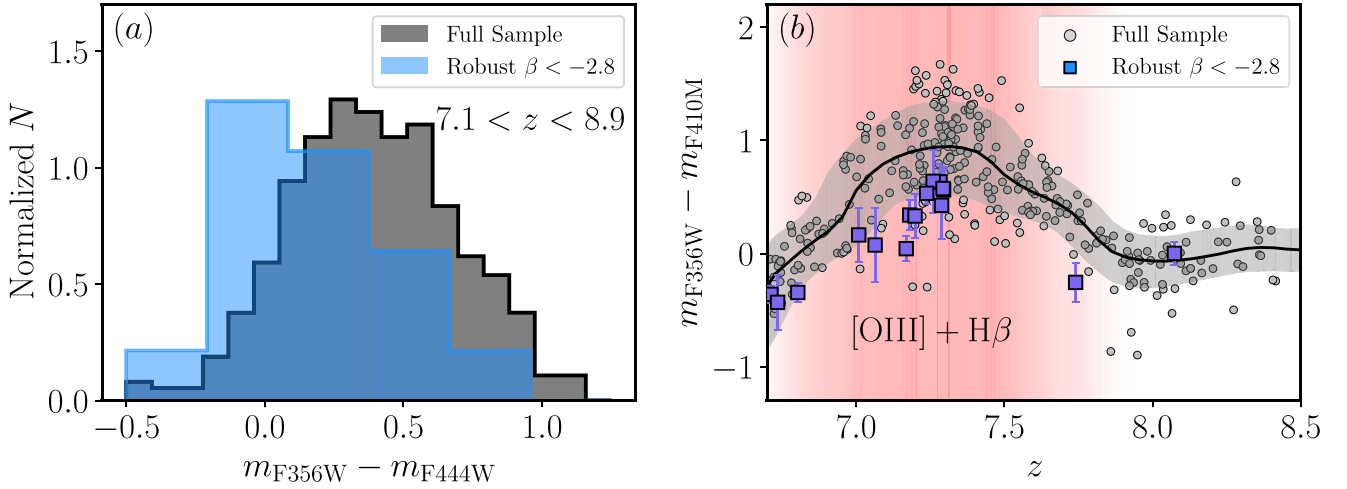 (a)
Full Sample
Robust β < −2.8
7.1 < z < 8.9
Normalized N
1.5
1.0
0.5
0.0
−0.5
0.0
0.5
1.0
m_F356W − m_F444W
(b)
Full Sample
Robust β < −2.8
[OIII] + Hβ
m_F356W − m_F410M
2
1
0
−1
7.0
7.5
8.0
8.5
z